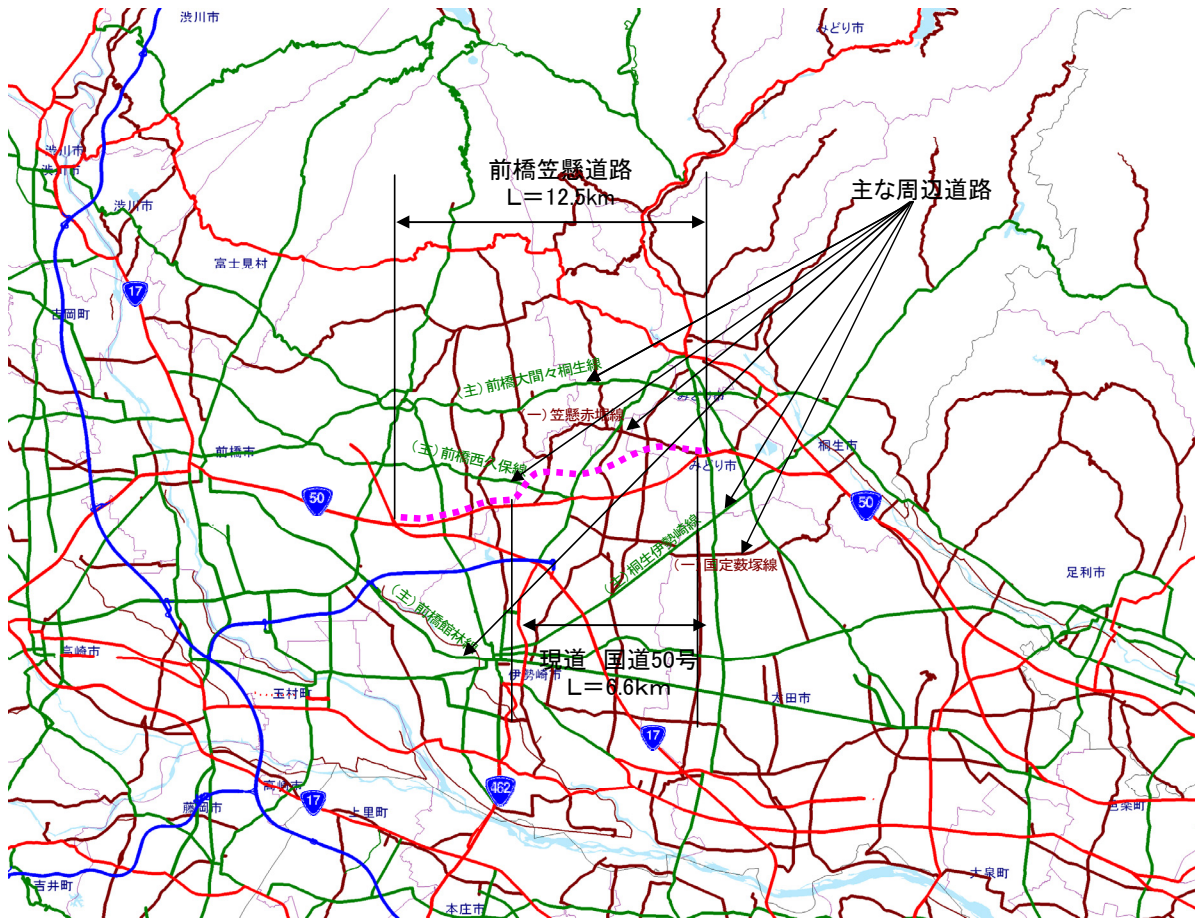 渋川市
みどり市
渋川市
渋川市
渋川市
前橋笠懸道路
L=12.5km
主な周辺道路
富士見村
17
吉岡町
(主)前橋大間々桐生線
みどり市
(一)笠懸赤堀線
前橋市
(主)前橋西久保線
みどり市
桐生市
50
50
(主)桐生伊勢崎線
(一)国定薮塚線
足利市
(主)前橋館林線
高崎市
現道 国道50号
伊勢崎市
L=6.6km
玉村町
太田市
17
高崎市
462
藤岡市
17
上里町
邑楽町
吉井町
大泉町
本庄市